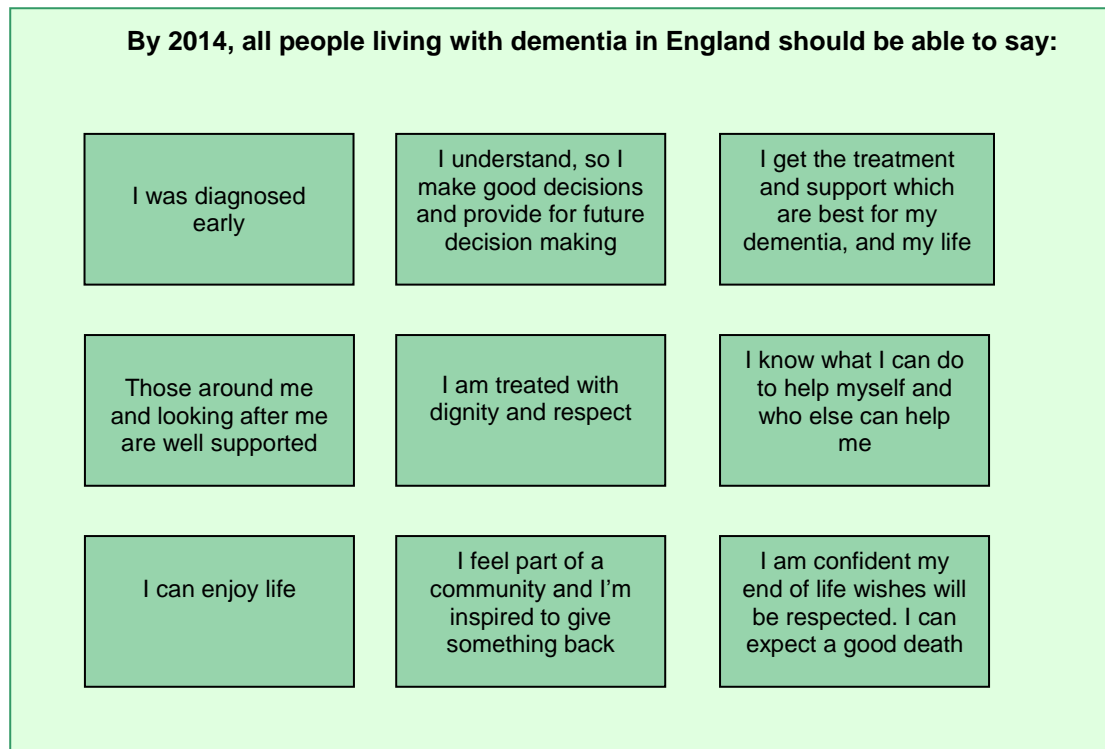 By 2014, all people living with dementia in England should be able to say:
I was diagnosed
early
I understand, so I
make good decisions
and provide for future
decision making
I get the treatment
and support which
are best for my
dementia, and my life
Those around me
and looking after me
are well supported
I am treated with
dignity and respect
I know what I can do
to help myself and
who else can help
me
I can enjoy life
I feel part of a
community and I’m
inspired to give
something back
I am confident my
end of life wishes will
be respected. I can
expect a good death